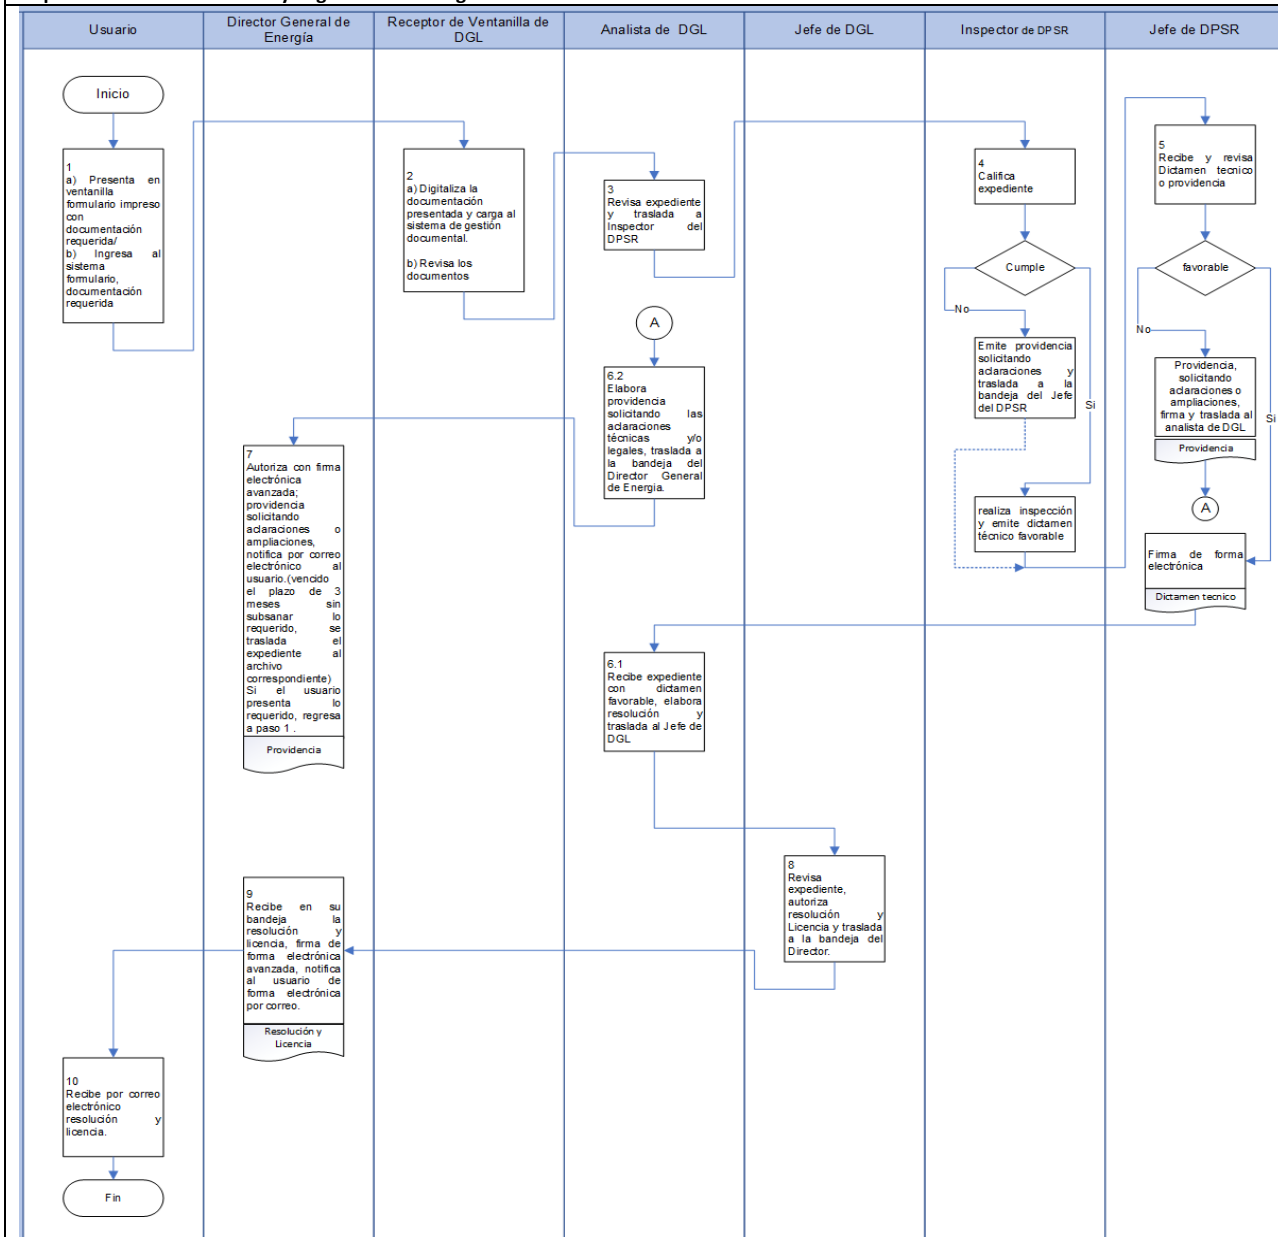 Usuario
Director General de
Energía
Receptor de Ventanilla de
DGL
Analista de DGL
Jefe de DGL
Inspector de DPSR
Jefe de DPSR
Inicio
1
a) Presenta en
ventanilla
formulario impreso
con
documentación
requerida/
b) Ingresa al
sistema
formulario,
documentación
requerida
2
a) Digitaliza la
documentación
presentada y carga al
sistema de gestión
documental.
b) Revisa los
documentos
3
Revisa expediente
y traslada a
Inspector del
DPSR
4
Califica
expediente
Cumple
No
Si
Emite providencia
solicitando
aclaraciones y
traslada a la
bandeja del Jefe
del DPSR
realiza inspección
y emite dictamen
técnico favorable
5
Recibe y revisa
Dictamen tecnico
o providencia
favorable
No
Si
Providencia,
solicitando
aclaraciones o
ampliaciones,
firma y traslada al
analista de DGL
Providencia
A
Firma de forma
electrónica
Dictamen tecnico
A
6.2
Elabora
providencia
solicitando las
aclaraciones
técnicas y/o
legales, traslada a
la bandeja del
Director General
de Energia.
7
Autoriza con firma
electrónica
avanzada;
providencia
solicitando
aclaraciones o
ampliaciones,
notifica por correo
electrónico al
usuario.(vencido
el plazo de 3
meses sin
subsanar lo
requerido, se
traslada el
expediente al
archivo
correspondiente)
Si el usuario
presenta lo
requerido, regresa
a paso 1 .
Providencia
6.1
Recibe expediente
con dictamen
favorable, elabora
resolución y
traslada al Jefe de
DGL
8
Revisa
expediente,
autoriza
resolución y
Licencia y traslada
a la bandeja del
Director.
9
Recibe en su
bandeja la
resolución y
licencia, firma de
forma electrónica
avanzada, notifica
al usuario de
forma electrónica
por correo.
Resolución y
Licencia
10
Recibe por correo
electrónico
resolución y
licencia.
Fin